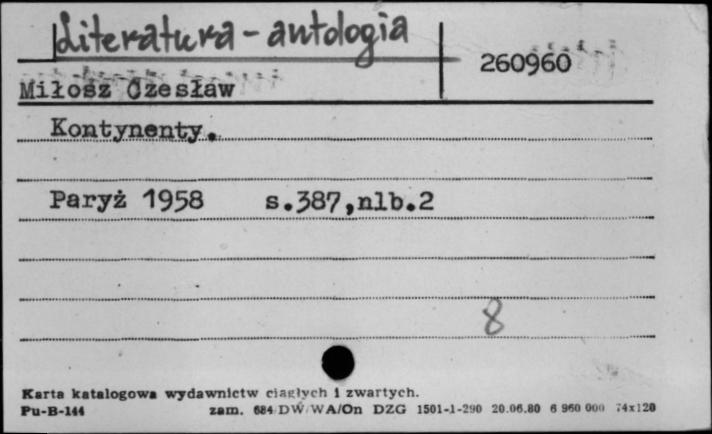 Literatura - antologia
260960
Miłosz Czesław
Kontynenty.
Paryż 1958 s.387,nlb.2
8
Karta katalogowa wydawnictw ciągłych i zwartych.
Pu-B-144 zam. 684/DW/WA/On DZG 1501-1-290 20.06.80 6 960 000 74x120